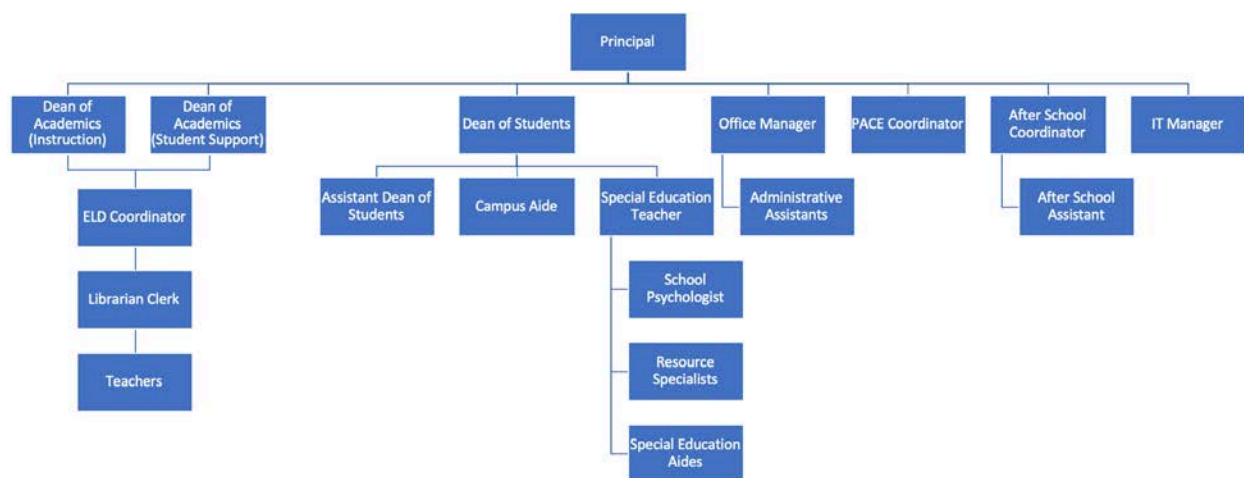 Principal
Dean of
Academics
(Instruction)
Dean of
Academics
(Student Support)
Dean of Students
Office Manager
PACE Coordinator
After School
Coordinator
IT Manager
ELD Coordinator
Assistant Dean of
Students
Campus Aide
Special Education
Teacher
Administrative
Assistants
After School
Assistant
Librarian Clerk
School
Psychologist
Teachers
Resource
Specialists
Special Education
Aides